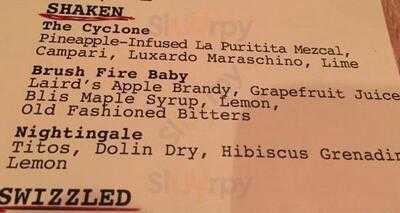 SHAKEN
The Cyclone
Pineapple-Infused La Puritita Mezcal,
Campari, Luxardo Maraschino, Lime
Brush Fire Baby
Laird's Apple Brandy, Grapefruit Juice
Blis Maple Syrup, Lemon,
Old Fashioned Bitters
Nightingale
Titos, Dolin Dry, Hibiscus Grenadin
Lemon
SWIZZLED